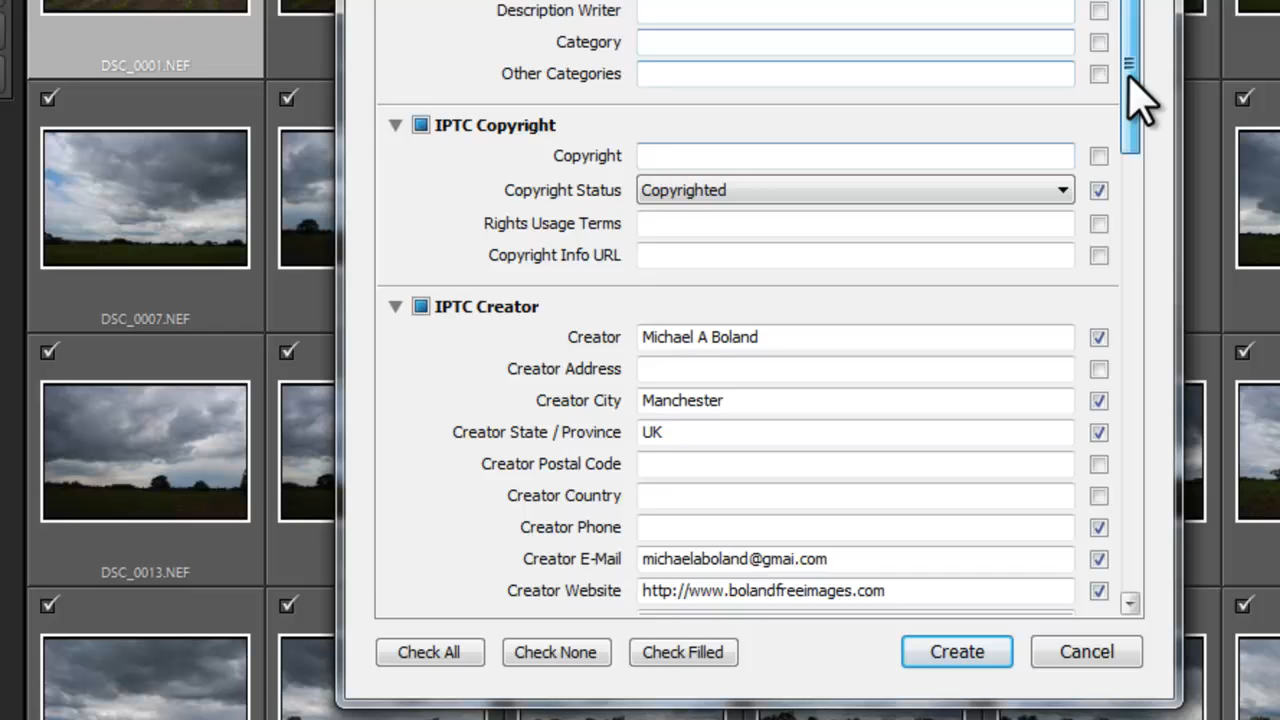 DSC_0001.NEF
DSC_0007.NEF
DSC_0013.NEF
Description Writer
Category
Other Categories
IPTC Copyright
Copyright
Copyright Status Copyrighted
Rights Usage Terms
Copyright Info URL
IPTC Creator
Creator Michael A Boland
Creator Address
Creator City Manchester
Creator State / Province UK
Creator Postal Code
Creator Country
Creator Phone
Creator E-Mail michaelaboland@gmai.com
Creator Website http://www.bolandfreeimages.com
Check All Check None Check Filled Create Cancel